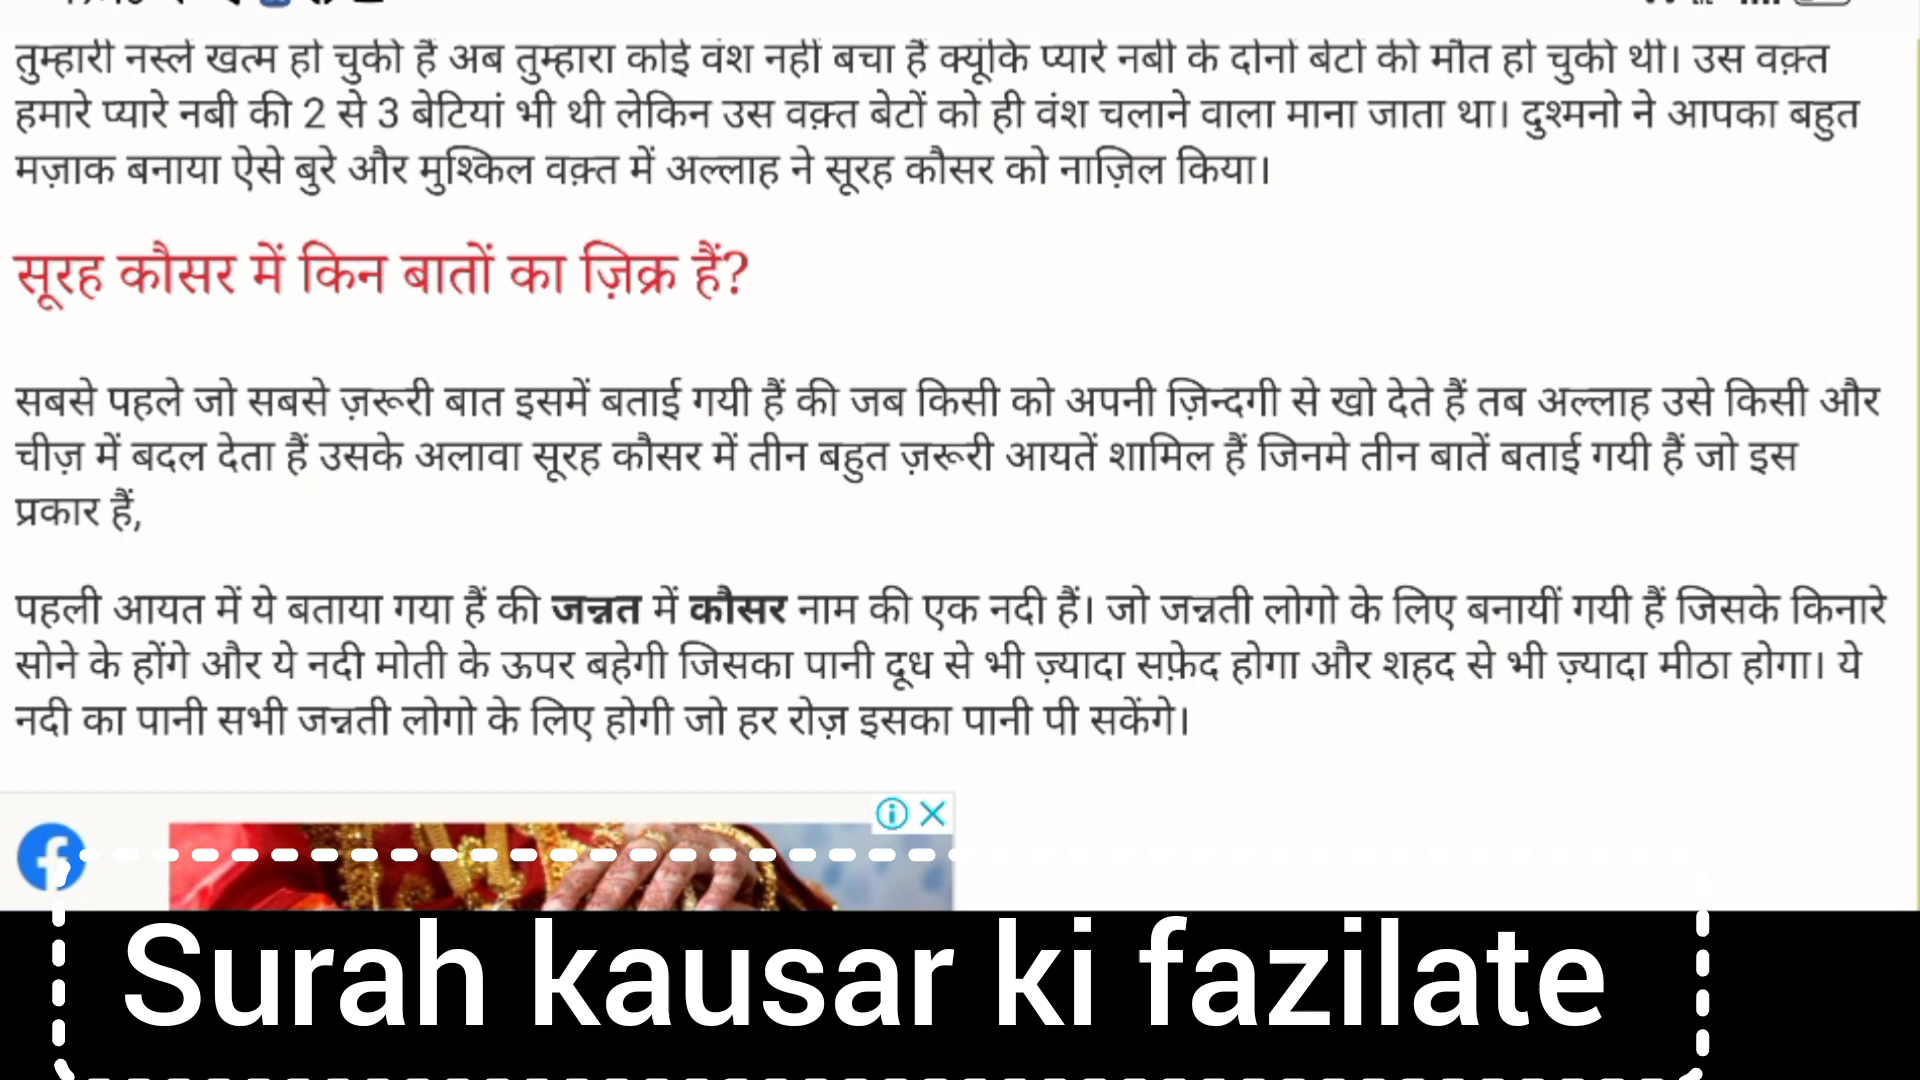 तुम्हारी नस्ले खत्म हो चुकी हैं अब तुम्हारा कोई वंश नहीं बचा हैं क्यूंकि प्यारे नबी के दोनों बेटों की मौत हो चुकी थी। उस वक़्त
हमारे प्यारे नबी की 2 से 3 बेटियां भी थी लेकिन उस वक़्त बेटों को ही वंश चलाने वाला माना जाता था। दुश्मनो ने आपका बहुत
मज़ाक बनाया ऐसे बुरे और मुश्किल वक़्त में अल्लाह ने सूरह कौसर को नाज़िल किया।
सूरह कौसर में किन बातों का ज़िक्र हैं?
सबसे पहले जो सबसे ज़रूरी बात इसमें बताई गयी हैं की जब किसी को अपनी ज़िन्दगी से खो देते हैं तब अल्लाह उसे किसी और
चीज़ में बदल देता हैं उसके अलावा सूरह कौसर में तीन बहुत ज़रूरी आयतें शामिल हैं जिनमे तीन बातें बताई गयी हैं जो इस
प्रकार हैं,
पहली आयत में ये बताया गया हैं की जन्नत में कौसर नाम की एक नदी हैं। जो जन्नती लोगो के लिए बनायीं गयी हैं जिसके किनारे
सोने के होंगे और ये नदी मोती के ऊपर बहेगी जिसका पानी दूध से भी ज़्यादा सफ़ेद होगा और शहद से भी ज़्यादा मीठा होगा। ये
नदी का पानी सभी जन्नती लोगो के लिए होगी जो हर रोज़ इसका पानी पी सकेंगे।
Surah kausar ki fazilate